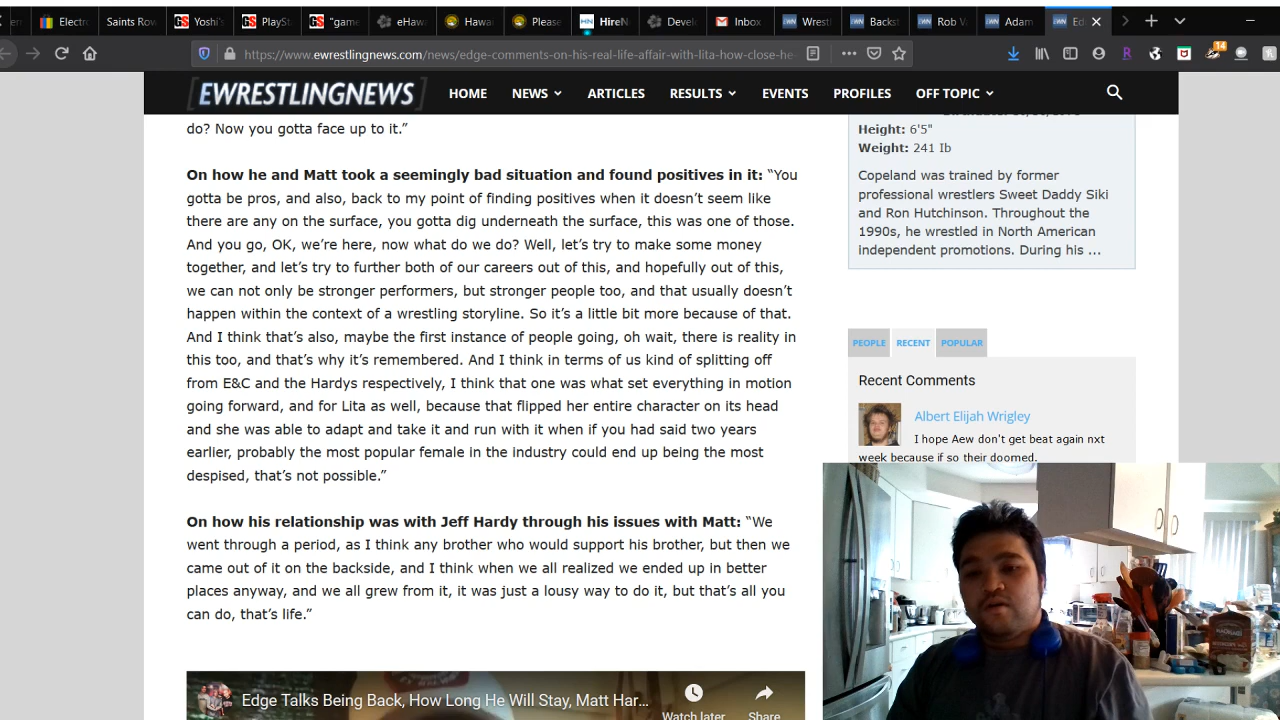 Electro
Saints Row
Yoshi's
PlaySt
"game
eHaw
Hawai
Please
HireN
Develo
Inbox
Wrestl
Backst
Rob V
Adam
Ed
https://www.ewrestlingnews.com/news/edge-comments-on-his-real-life-affair-with-lita-how-close-he
14
EWRESTLINGNEWS
HOME
NEWS
ARTICLES
RESULTS
EVENTS
PROFILES
OFF TOPIC
do? Now you gotta face up to it.”
On how he and Matt took a seemingly bad situation and found positives in it: “You
gotta be pros, and also, back to my point of finding positives when it doesn’t seem like
there are any on the surface, you gotta dig underneath the surface, this was one of those.
And you go, OK, we’re here, now what do we do? Well, let’s try to make some money
together, and let’s try to further both of our careers out of this, and hopefully out of this,
we can not only be stronger performers, but stronger people too, and that usually doesn’t
happen within the context of a wrestling storyline. So it’s a little bit more because of that.
And I think that’s also, maybe the first instance of people going, oh wait, there is reality in
this too, and that’s why it’s remembered. And I think in terms of us kind of splitting off
from E&C and the Hardys respectively, I think that one was what set everything in motion
going forward, and for Lita as well, because that flipped her entire character on its head
and she was able to adapt and take it and run with it when if you had said two years
earlier, probably the most popular female in the industry could end up being the most
despised, that’s not possible.”
On how his relationship was with Jeff Hardy through his issues with Matt: “We
went through a period, as I think any brother who would support his brother, but then we
came out of it on the backside, and I think when we all realized we ended up in better
places anyway, and we all grew from it, it was just a lousy way to do it, but that’s all you
can do, that’s life.”
Edge Talks Being Back, How Long He Will Stay, Matt Har...
Watch later
Share
Height: 6'5"
Weight: 241 lb
Copeland was trained by former
professional wrestlers Sweet Daddy Siki
and Ron Hutchinson. Throughout the
1990s, he wrestled in North American
independent promotions. During his ...
PEOPLE
RECENT
POPULAR
Recent Comments
Albert Elijah Wrigley
I hope Aew don't get beat again nxt
week because if so their doomed.